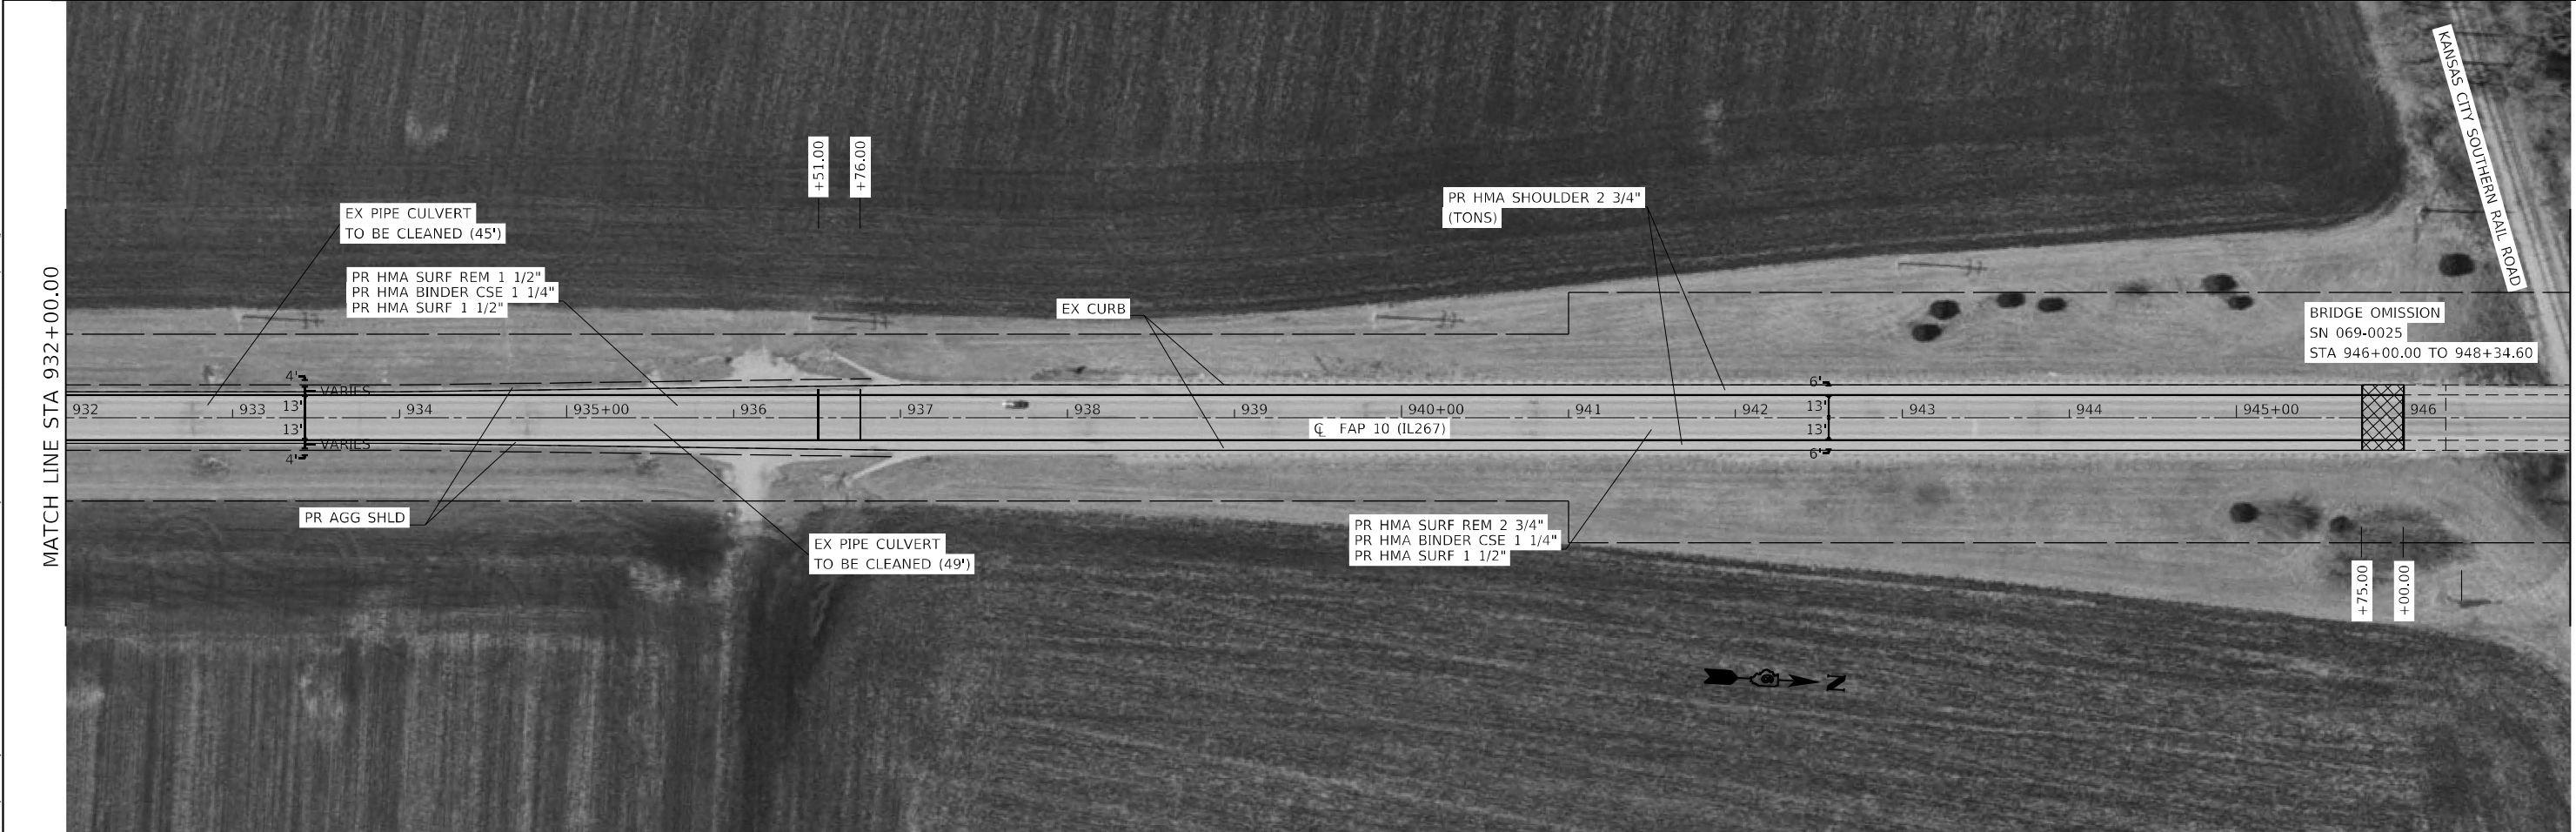 KANSAS CITY SOUTHERN RAIL ROAD
+51.00
+76.00
PR HMA SHOULDER 2 3/4"
(TONS)
EX PIPE CULVERT
TO BE CLEANED (45')
PR HMA SURF REM 1 1/2"
PR HMA BINDER CSE 1 1/4"
PR HMA SURF 1 1/2"
EX CURB
BRIDGE OMISSION
SN 069-0025
STA 946+00.00 TO 948+34.60
MATCH LINE STA 932+00.00
4'
VARIES
6'
13'
13'
932
933
934
935+00
936
937
938
939
940+00
941
942
943
944
945+00
946
13'
13'
℄ FAP 10 (IL267)
VARIES
4'
6'
PR AGG SHLD
EX PIPE CULVERT
TO BE CLEANED (49')
PR HMA SURF REM 2 3/4"
PR HMA BINDER CSE 1 1/4"
PR HMA SURF 1 1/2"
+75.00
+00.00
N